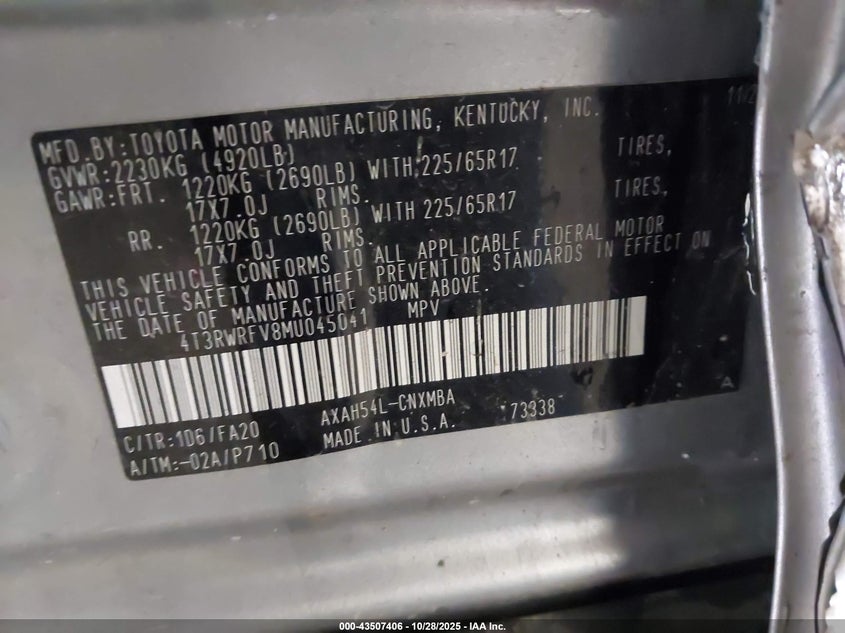 11/2
MFD.BY:TOYOTA MOTOR MANUFACTURING, KENTUCKY, INC.
GVWR:2230KG (4920LB)
GAWR:FRT. 1220KG (2690LB) WITH 225/65R17 TIRES,
17X7.0J RIMS.
RR. 1220KG (2690LB) WITH 225/65R17 TIRES,
17X7.0J RIMS.
THIS VEHICLE CONFORMS TO ALL APPLICABLE FEDERAL MOTOR
VEHICLE SAFETY AND THEFT PREVENTION STANDARDS IN EFFECT ON
THE DATE OF MANUFACTURE SHOWN ABOVE.
4T3RWRFV8MU045041 MPV
A
C/TR:1D6/FA20 AXAH54L-CNXMBA 73338
A/TM:-02A/P710 MADE IN U.S.A.
000-43507406 - 10/28/2025 - IAA Inc.